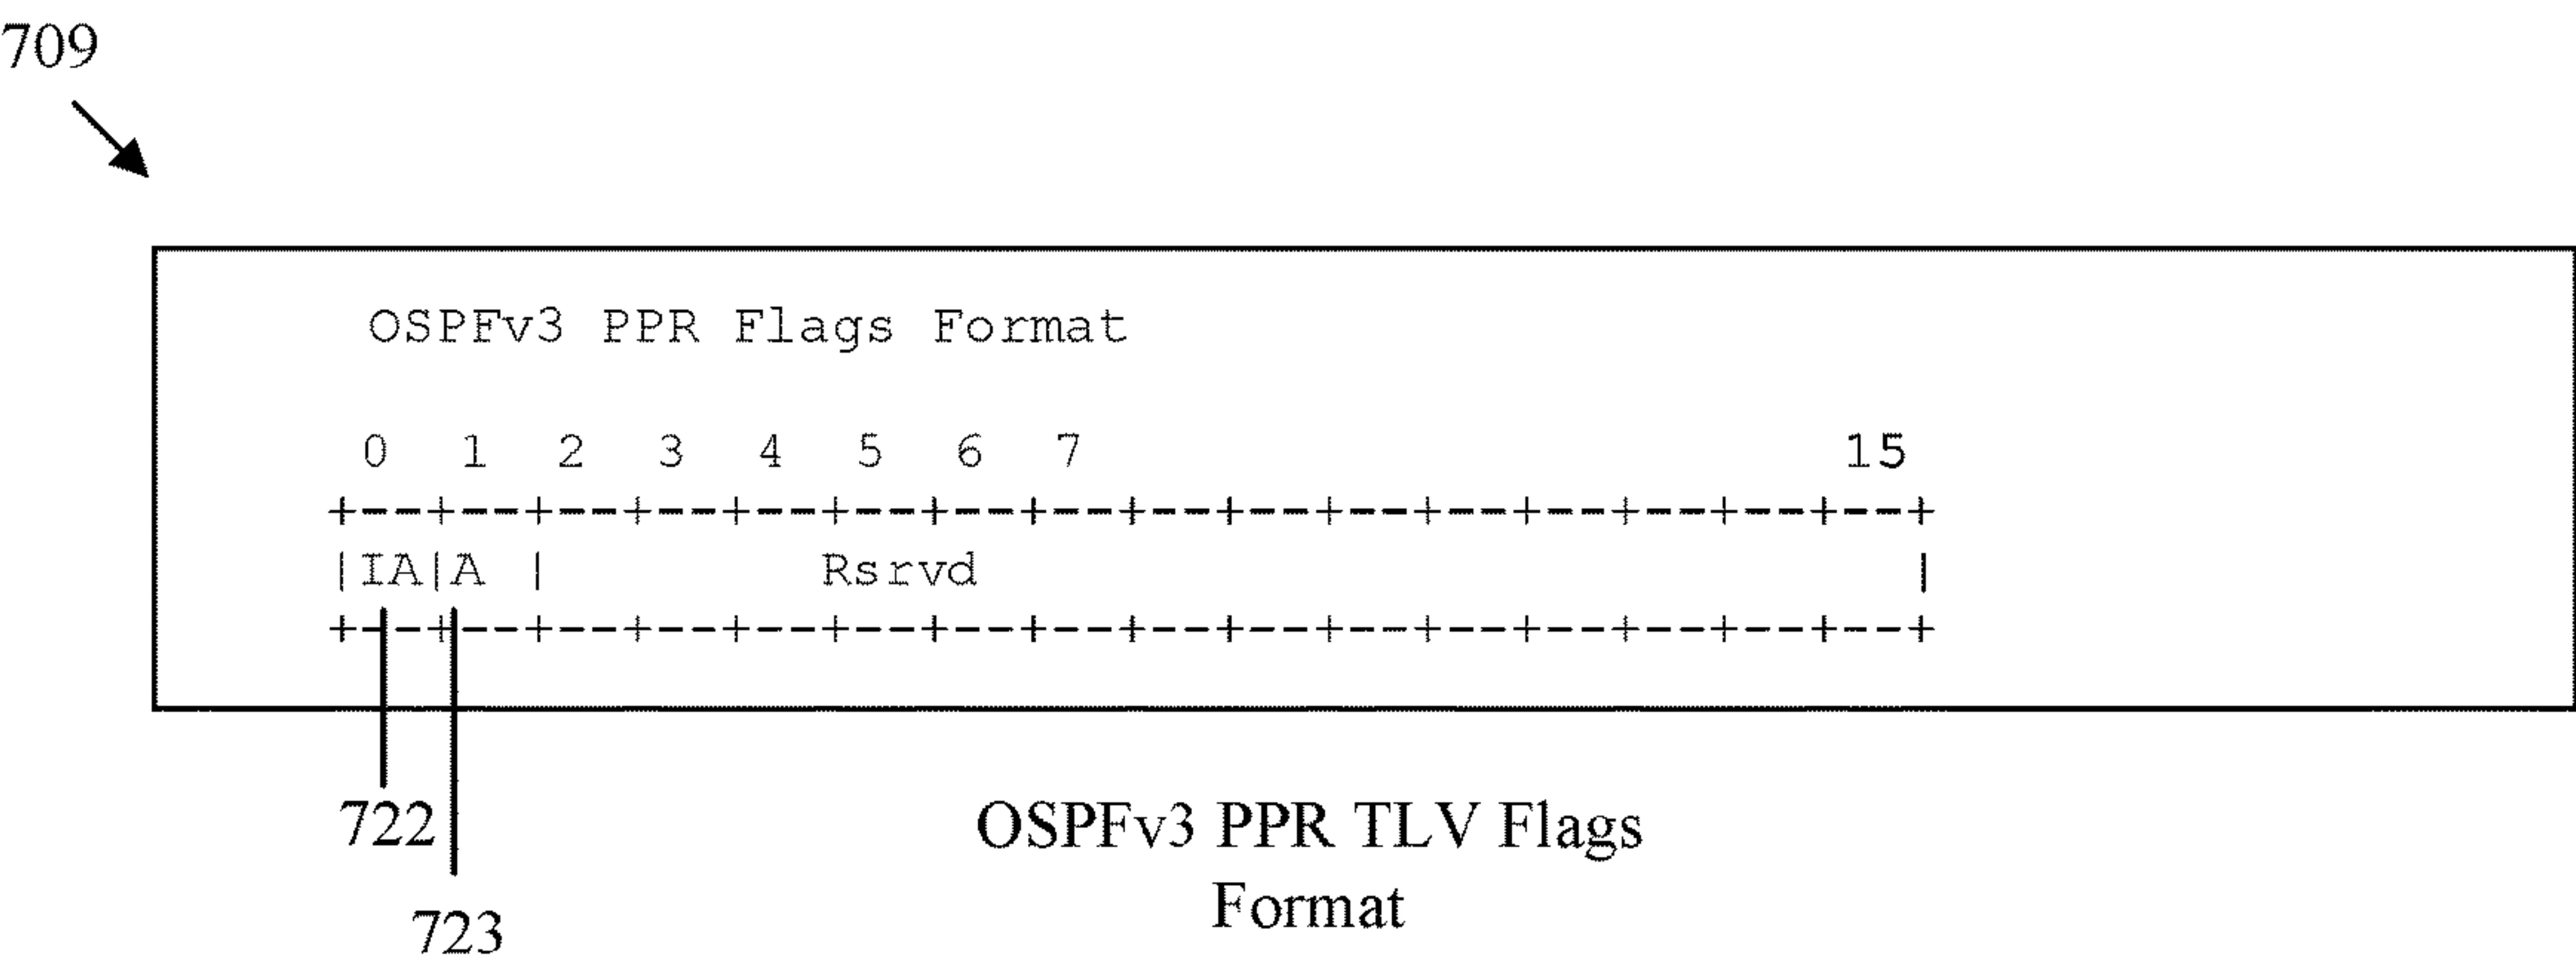 709
OSPFv3 PPR Flags Format
0 1 2 3 4 5 6 7 15
+---+---+---+---+---+---+---+---+---+---+---+---+---+---+---+---+
|IA|A | Rsrvd |
+---+---+---+---+---+---+---+---+---+---+---+---+---+---+---+---+
722
723
OSPFv3 PPR TLV Flags
Format